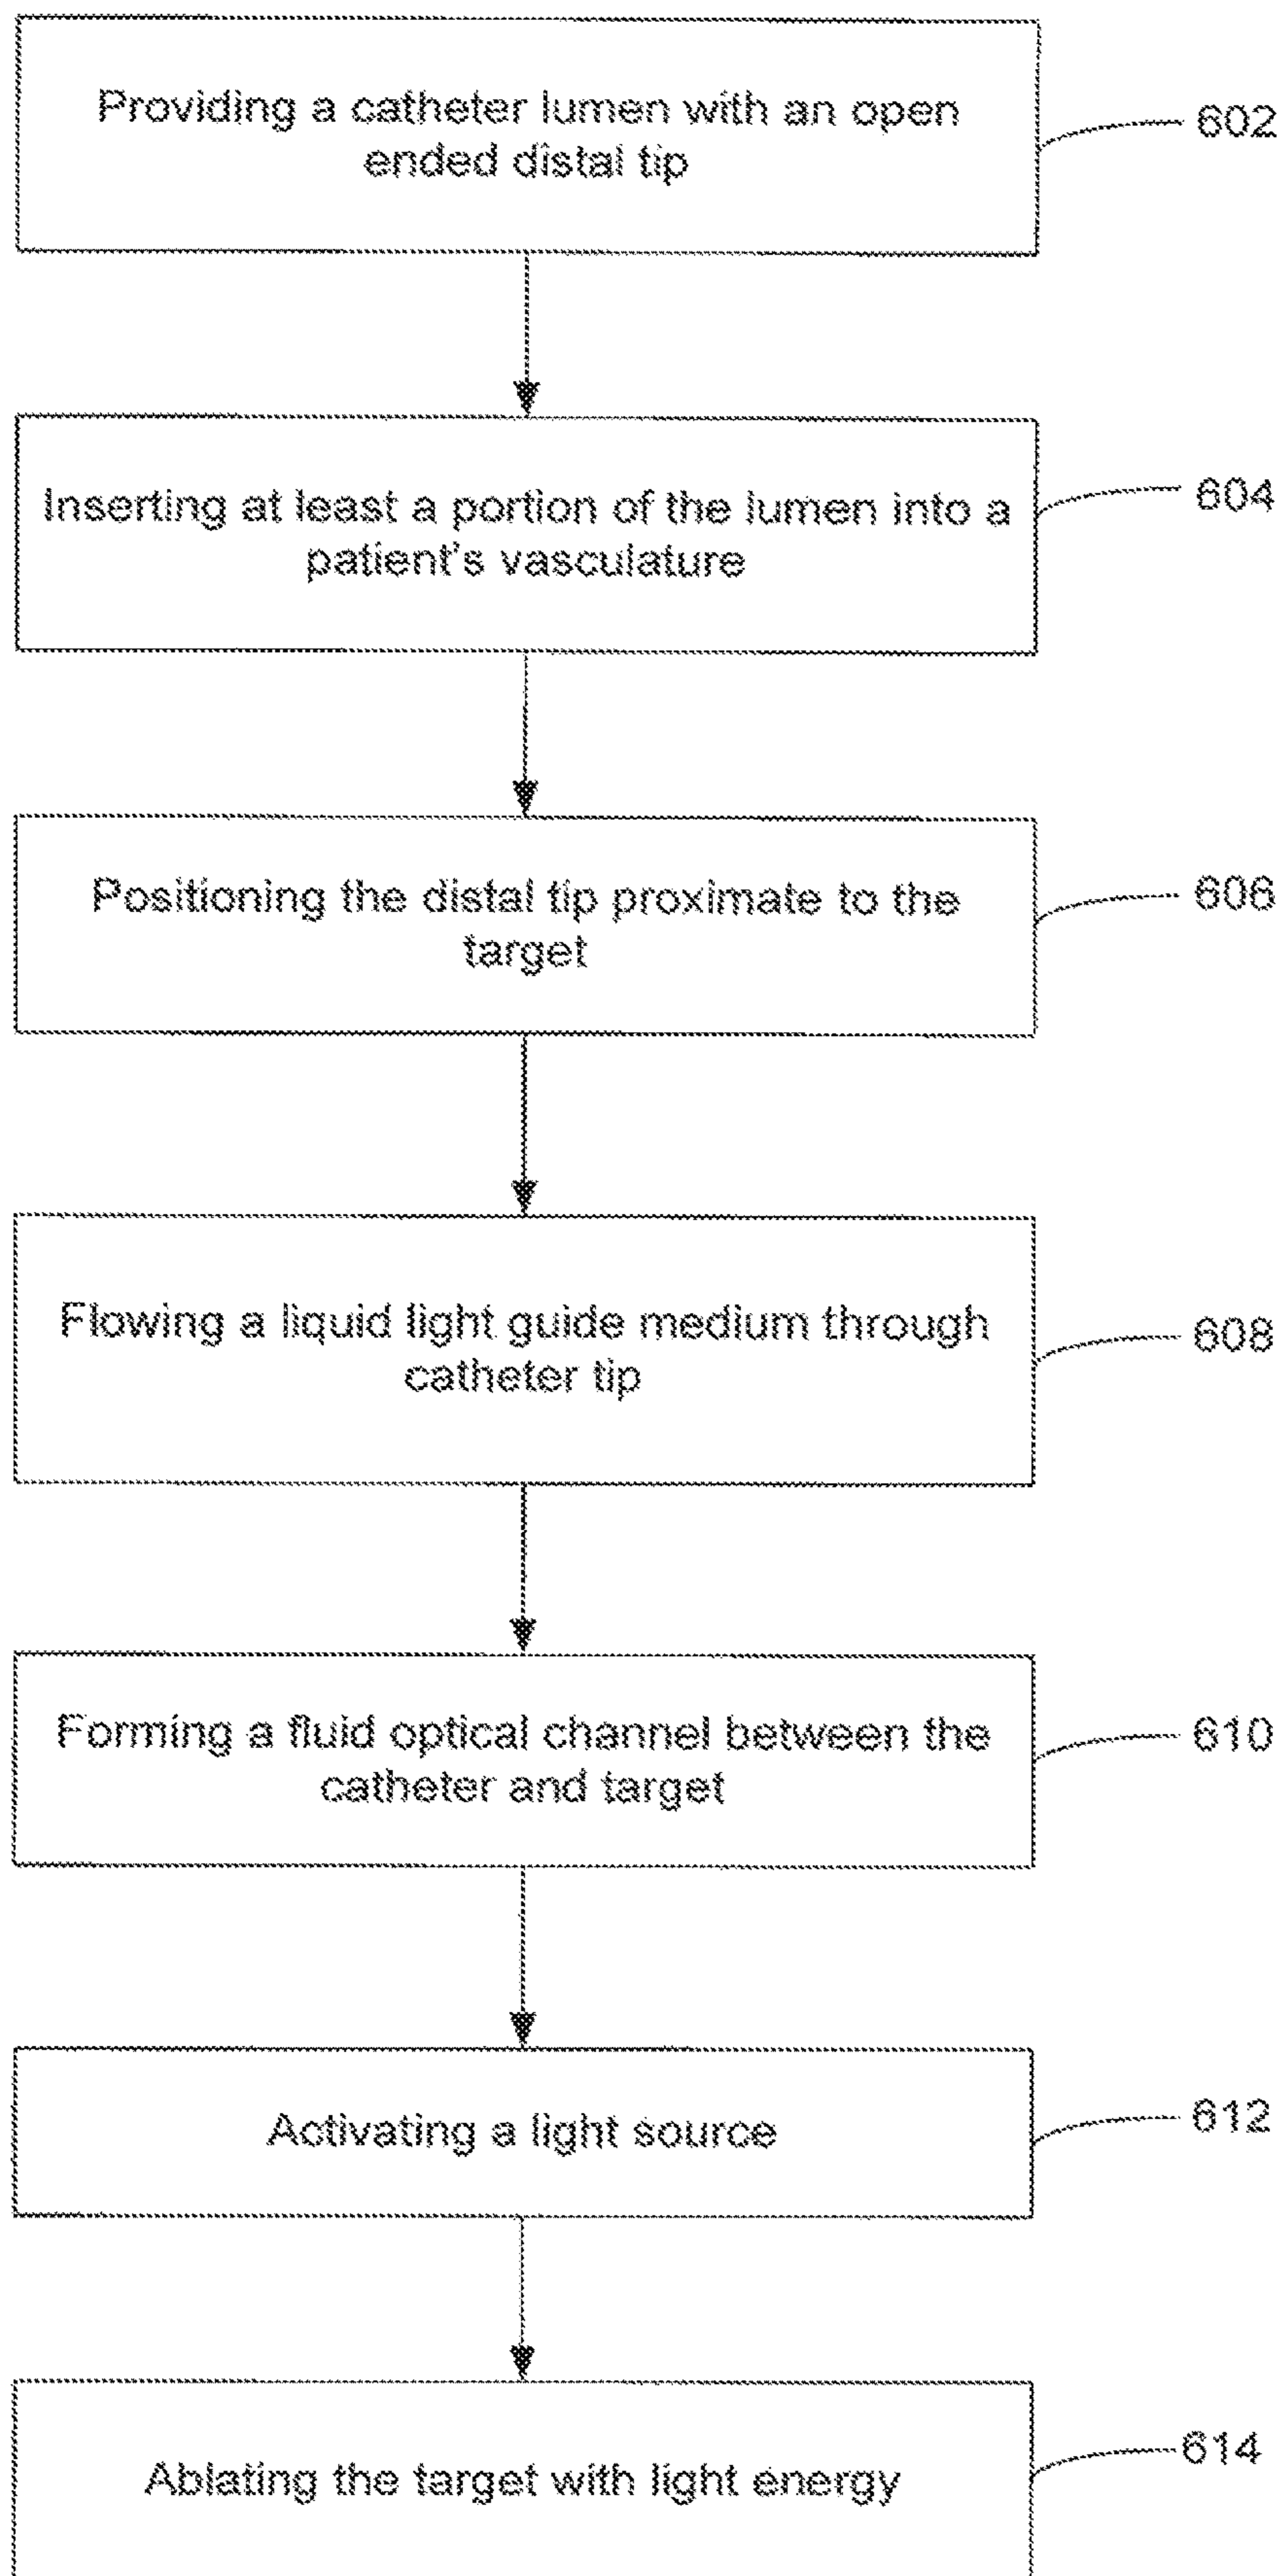 Providing a catheter lumen with an open
ended distal tip
602
Inserting at least a portion of the lumen into a
patient's vasculature
604
Positioning the distal tip proximate to the
target
606
Flowing a liquid light guide medium through
catheter tip
608
Forming a fluid optical channel between the
catheter and target
610
Activating a light source
612
Ablating the target with light energy
614